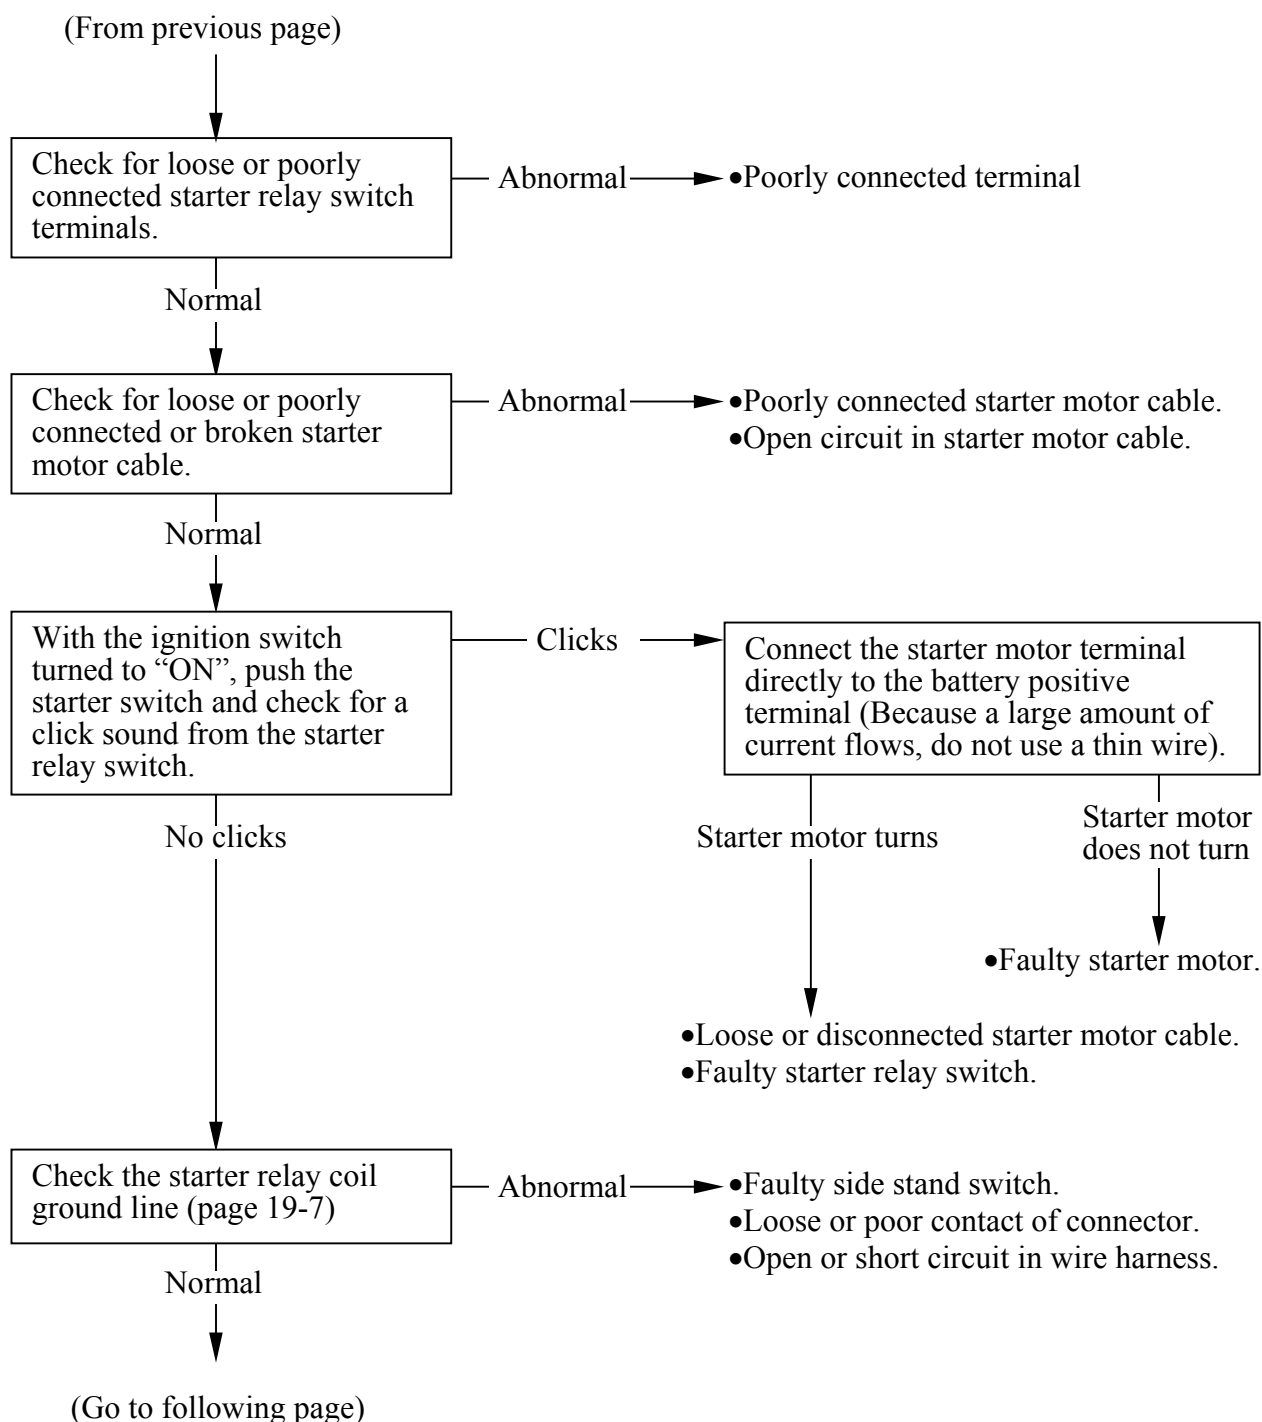 (From previous page)
Check for loose or poorly
connected starter relay switch
terminals.
Abnormal
•Poorly connected terminal
Normal
Check for loose or poorly
connected or broken starter
motor cable.
Abnormal
•Poorly connected starter motor cable.
•Open circuit in starter motor cable.
Normal
With the ignition switch
turned to “ON”, push the
starter switch and check for a
click sound from the starter
relay switch.
Clicks
Connect the starter motor terminal
directly to the battery positive
terminal (Because a large amount of
current flows, do not use a thin wire).
No clicks
Starter motor turns
Starter motor
does not turn
•Faulty starter motor.
•Loose or disconnected starter motor cable.
•Faulty starter relay switch.
Check the starter relay coil
ground line (page 19-7)
Abnormal
•Faulty side stand switch.
•Loose or poor contact of connector.
•Open or short circuit in wire harness.
Normal
(Go to following page)